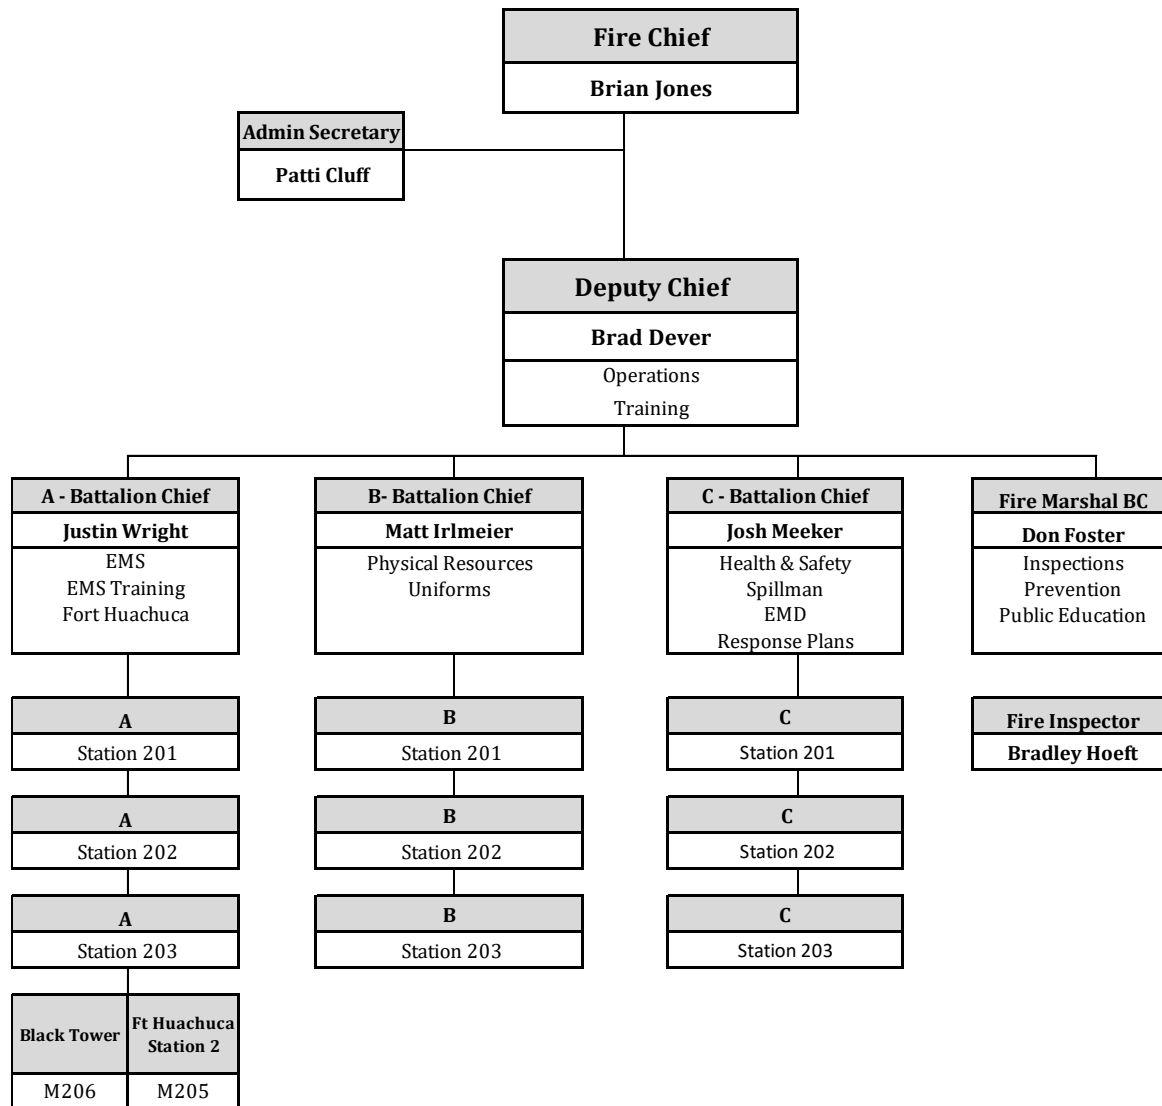 Fire Chief
Brian Jones
Admin Secretary
Patti Cluff
Deputy Chief
Brad Dever
Operations
Training
A - Battalion Chief
Justin Wright
EMS
EMS Training
Fort Huachuca
B- Battalion Chief
Matt Irlmeier
Physical Resources
Uniforms
C - Battalion Chief
Josh Meeker
Health & Safety
Spillman
EMD
Response Plans
Fire Marshal BC
Don Foster
Inspections
Prevention
Public Education
A
Station 201
B
Station 201
C
Station 201
Fire Inspector
Bradley Hoeft
A
Station 202
B
Station 202
C
Station 202
A
Station 203
B
Station 203
C
Station 203
Black Tower
M206
Ft Huachuca
Station 2
M205